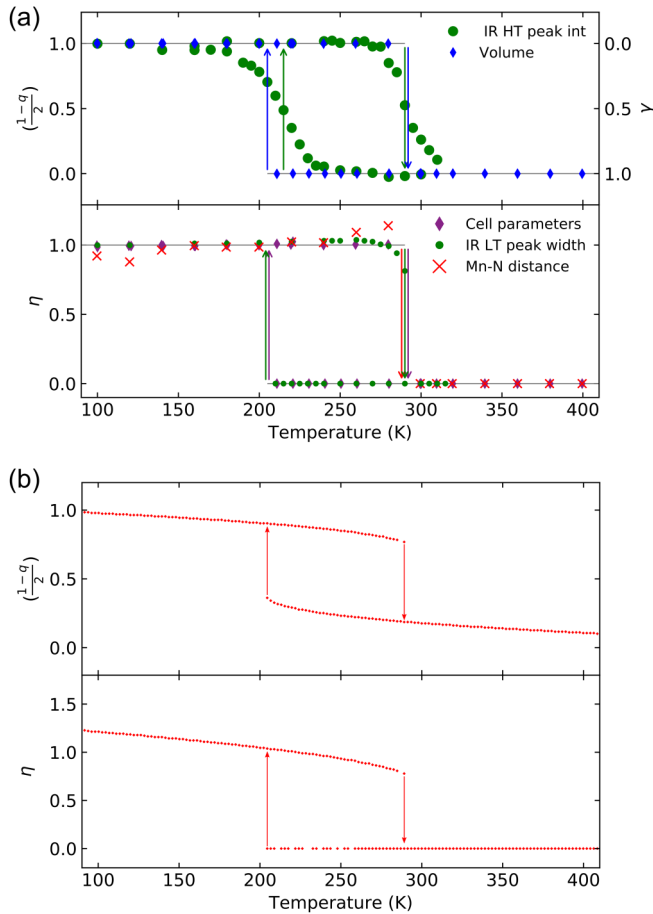 (a)
IR HT peak int
Volume
1.0
0.5
0.0
(1−q/2)
0.0
0.5
1.0
γ
Cell parameters
IR LT peak width
Mn-N distance
1.0
0.5
0.0
η
100 150 200 250 300 350 400
Temperature (K)
(b)
1.0
0.5
0.0
(1−q/2)
1.5
1.0
0.5
0.0
η
100 150 200 250 300 350 400
Temperature (K)